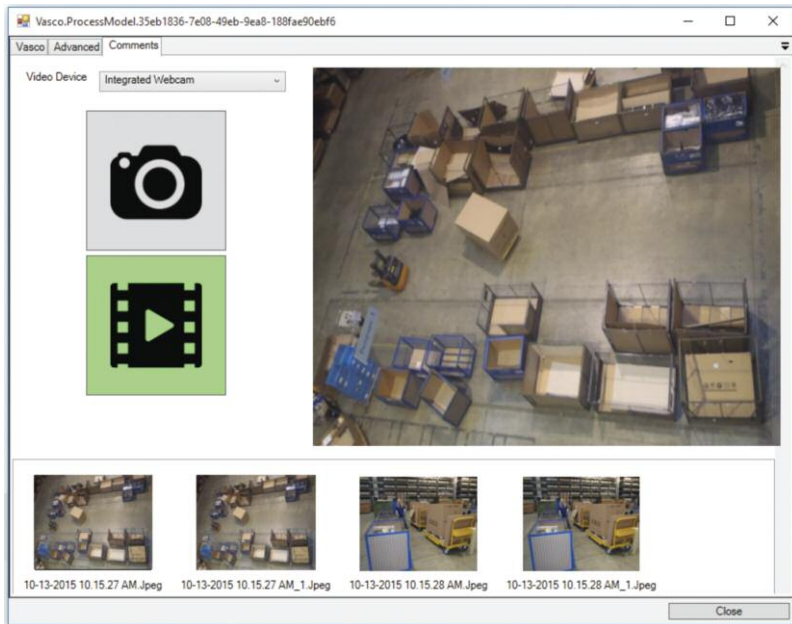 Vasco.ProcessModel.35eb1836-7e08-49eb-9ea8-188fae90ebf6
Vasco Advanced Comments
Video Device Integrated Webcam
10-13-2015 10.15.27 AM.Jpeg 10-13-2015 10.15.27 AM_1.Jpeg 10-13-2015 10.15.28 AM.Jpeg 10-13-2015 10.15.28 AM_1.Jpeg
Close